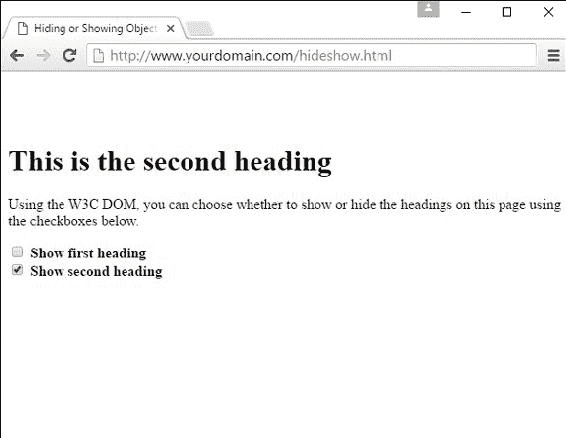 Hiding or Showing Object
http://www.yourdomain.com/hideshow.html
This is the second heading
Using the W3C DOM, you can choose whether to show or hide the headings on this page using
the checkboxes below.
Show first heading
Show second heading